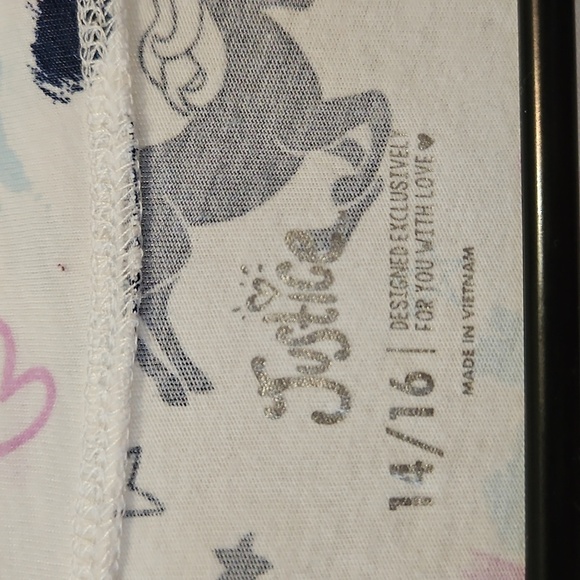 Justice
14/16
DESIGNED EXCLUSIVELY
FOR YOU WITH LOVE
MADE IN VIETNAM